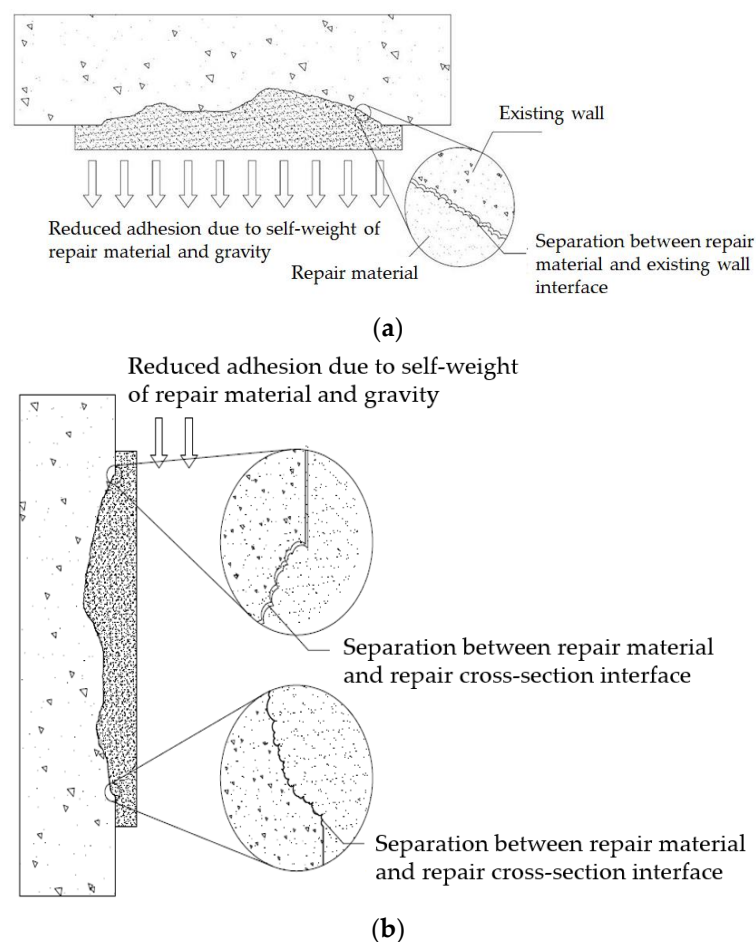 Existing wall
Reduced adhesion due to self-weight of
repair material and gravity
Repair material
Separation between repair
material and existing wall
interface
(a)
Reduced adhesion due to self-weight
of repair material and gravity
Separation between repair material
and repair cross-section interface
Separation between repair material
and repair cross-section interface
(b)